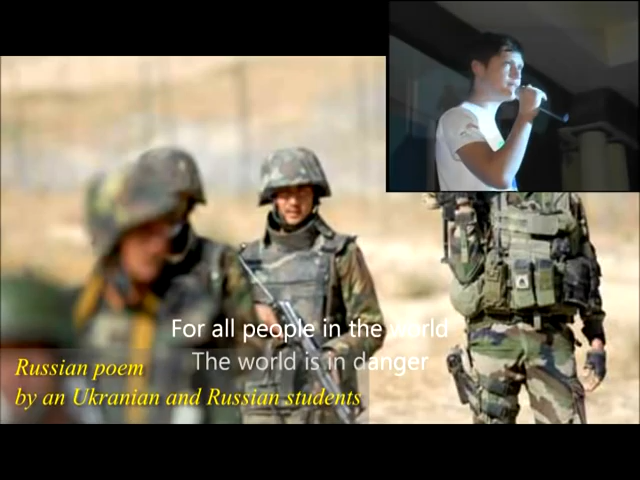 For all people in the world
The world is in danger
Russian poem
by an Ukranian and Russian students